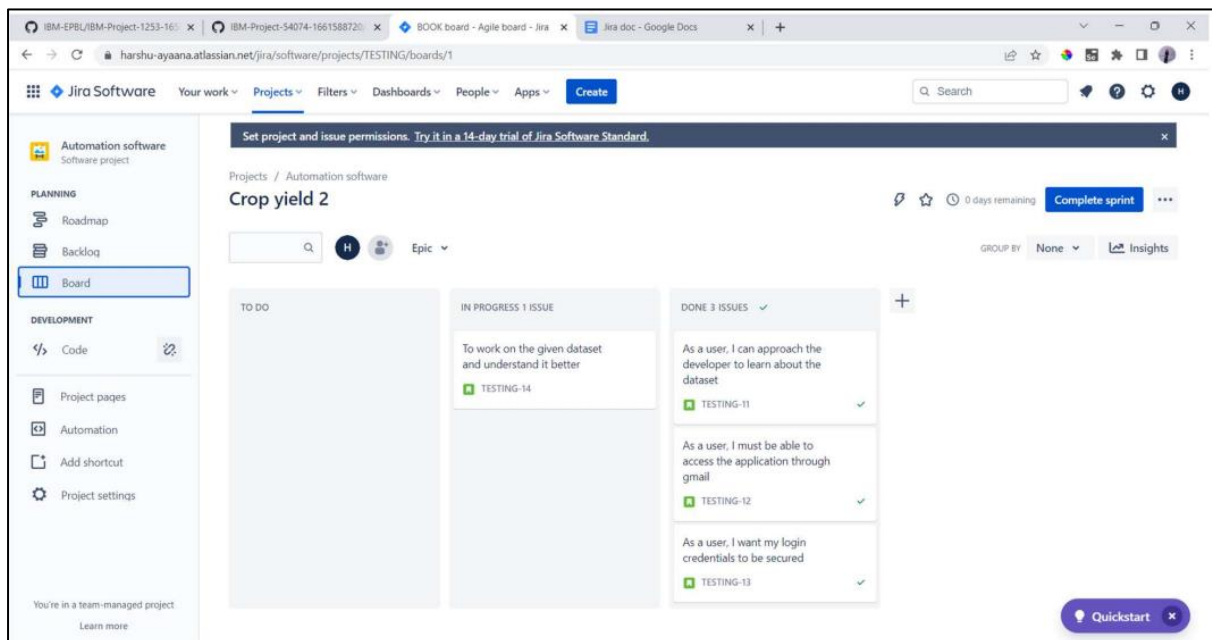 IBM-EPBL/IBM-Project-1253-165
IBM-Project-54074-1661588720
BOOK board - Agile board - Jira
Jira doc - Google Docs
harshu-ayaana.atlassian.net/jira/software/projects/TESTING/boards/1
Jira Software Your work Projects Filters Dashboards People Apps Create Search H
Set project and issue permissions. Try it in a 14-day trial of Jira Software Standard.
Automation software
Software project
PLANNING
Roadmap
Backlog
Board
DEVELOPMENT
Code
Project pages
Automation
Add shortcut
Project settings
You're in a team-managed project
Learn more
Projects / Automation software
Crop yield 2
0 days remaining Complete sprint
H Epic
GROUP BY None Insights
TO DO
IN PROGRESS 1 ISSUE
To work on the given dataset
and understand it better
TESTING-14
DONE 3 ISSUES
As a user, I can approach the
developer to learn about the
dataset
TESTING-11
As a user, I must be able to
access the application through
gmail
TESTING-12
As a user, I want my login
credentials to be secured
TESTING-13
Quickstart